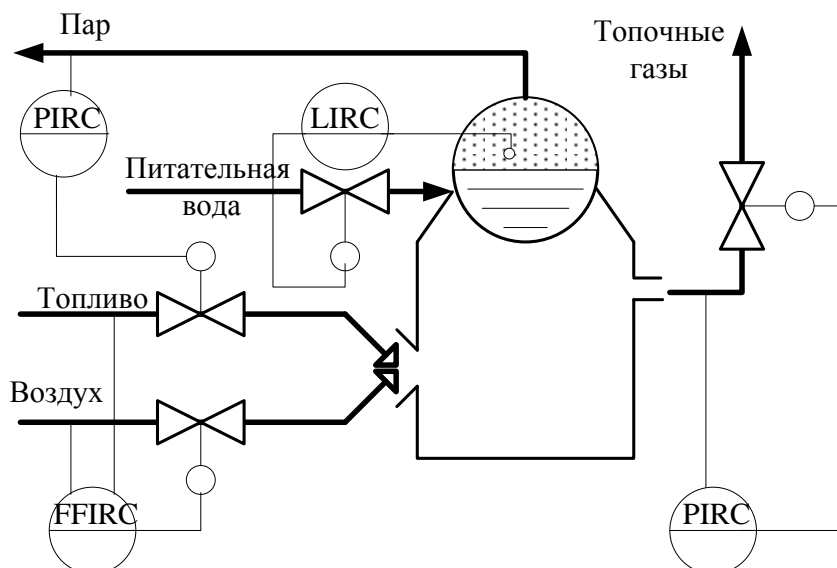 Пар
Топочные
газы
PIRC
LIRC
Питательная
вода
Топливо
Воздух
FFIRC
PIRC